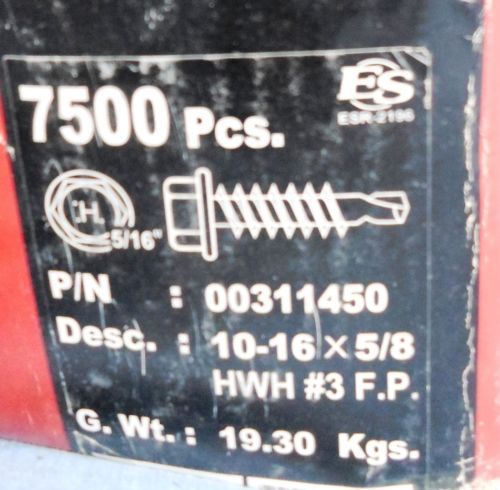 7500 Pcs.
ES
ESR-2196
H
5/16"
P/N : 00311450
Desc. : 10-16 × 5/8
HWH #3 F.P.
G. Wt. : 19.30 Kgs.